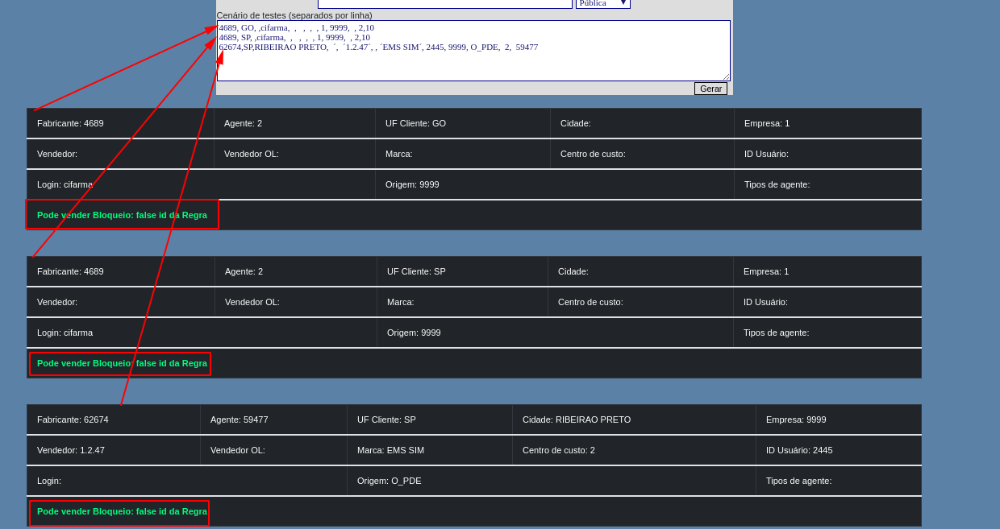 Pública ▼
Cenário de testes (separados por linha)
4689, GO, ,cifarma,  ,   ,  ,  , 1, 9999,  , 2,10
4689, SP, ,cifarma,  ,   ,  ,  , 1, 9999,  , 2,10
62674,SP,RIBEIRAO PRETO,  ´,  ´1.2.47´, , ´EMS SIM´, 2445, 9999, O_PDE,  2,  59477
Gerar
Fabricante: 4689 Agente: 2 UF Cliente: GO Cidade: Empresa: 1
Vendedor: Vendedor OL: Marca: Centro de custo: ID Usuário:
Login: cifarma Origem: 9999 Tipos de agente:
Pode vender Bloqueio: false id da Regra
Fabricante: 4689 Agente: 2 UF Cliente: SP Cidade: Empresa: 1
Vendedor: Vendedor OL: Marca: Centro de custo: ID Usuário:
Login: cifarma Origem: 9999 Tipos de agente:
Pode vender Bloqueio: false id da Regra
Fabricante: 62674 Agente: 59477 UF Cliente: SP Cidade: RIBEIRAO PRETO Empresa: 9999
Vendedor: 1.2.47 Vendedor OL: Marca: EMS SIM Centro de custo: 2 ID Usuário: 2445
Login: Origem: O_PDE Tipos de agente:
Pode vender Bloqueio: false id da Regra